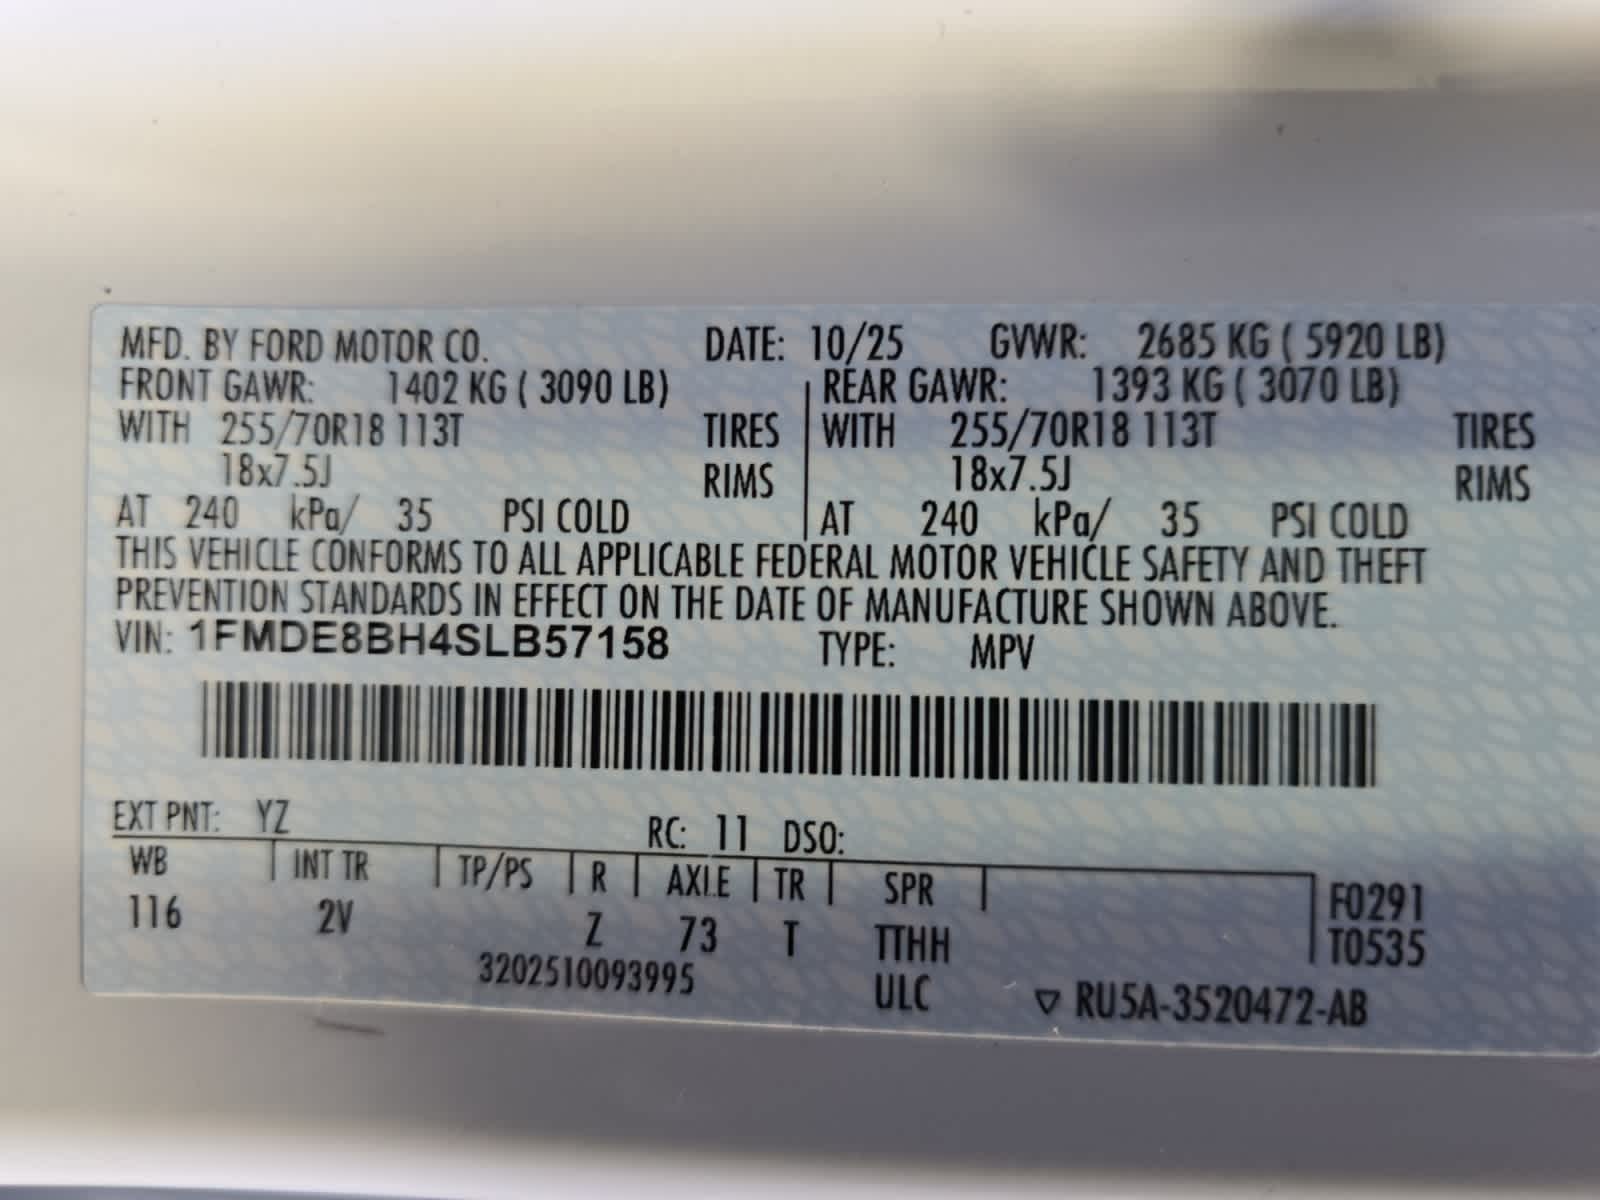 MFD. BY FORD MOTOR CO. DATE: 10/25 GVWR: 2685 KG ( 5920 LB)
FRONT GAWR: 1402 KG ( 3090 LB) REAR GAWR: 1393 KG ( 3070 LB)
WITH 255/70R18 113T TIRES WITH 255/70R18 113T TIRES
18x7.5J RIMS 18x7.5J RIMS
AT 240 kPa/ 35 PSI COLD AT 240 kPa/ 35 PSI COLD
THIS VEHICLE CONFORMS TO ALL APPLICABLE FEDERAL MOTOR VEHICLE SAFETY AND THEFT
PREVENTION STANDARDS IN EFFECT ON THE DATE OF MANUFACTURE SHOWN ABOVE.
VIN: 1FMDE8BH4SLB57158 TYPE: MPV
EXT PNT: YZ RC: 11 DSO:
WB INT TR TP/PS R AXLE TR SPR F0291
116 2V Z 73 T TTHH T0535
3202510093995 ULC ▽ RU5A-3520472-AB